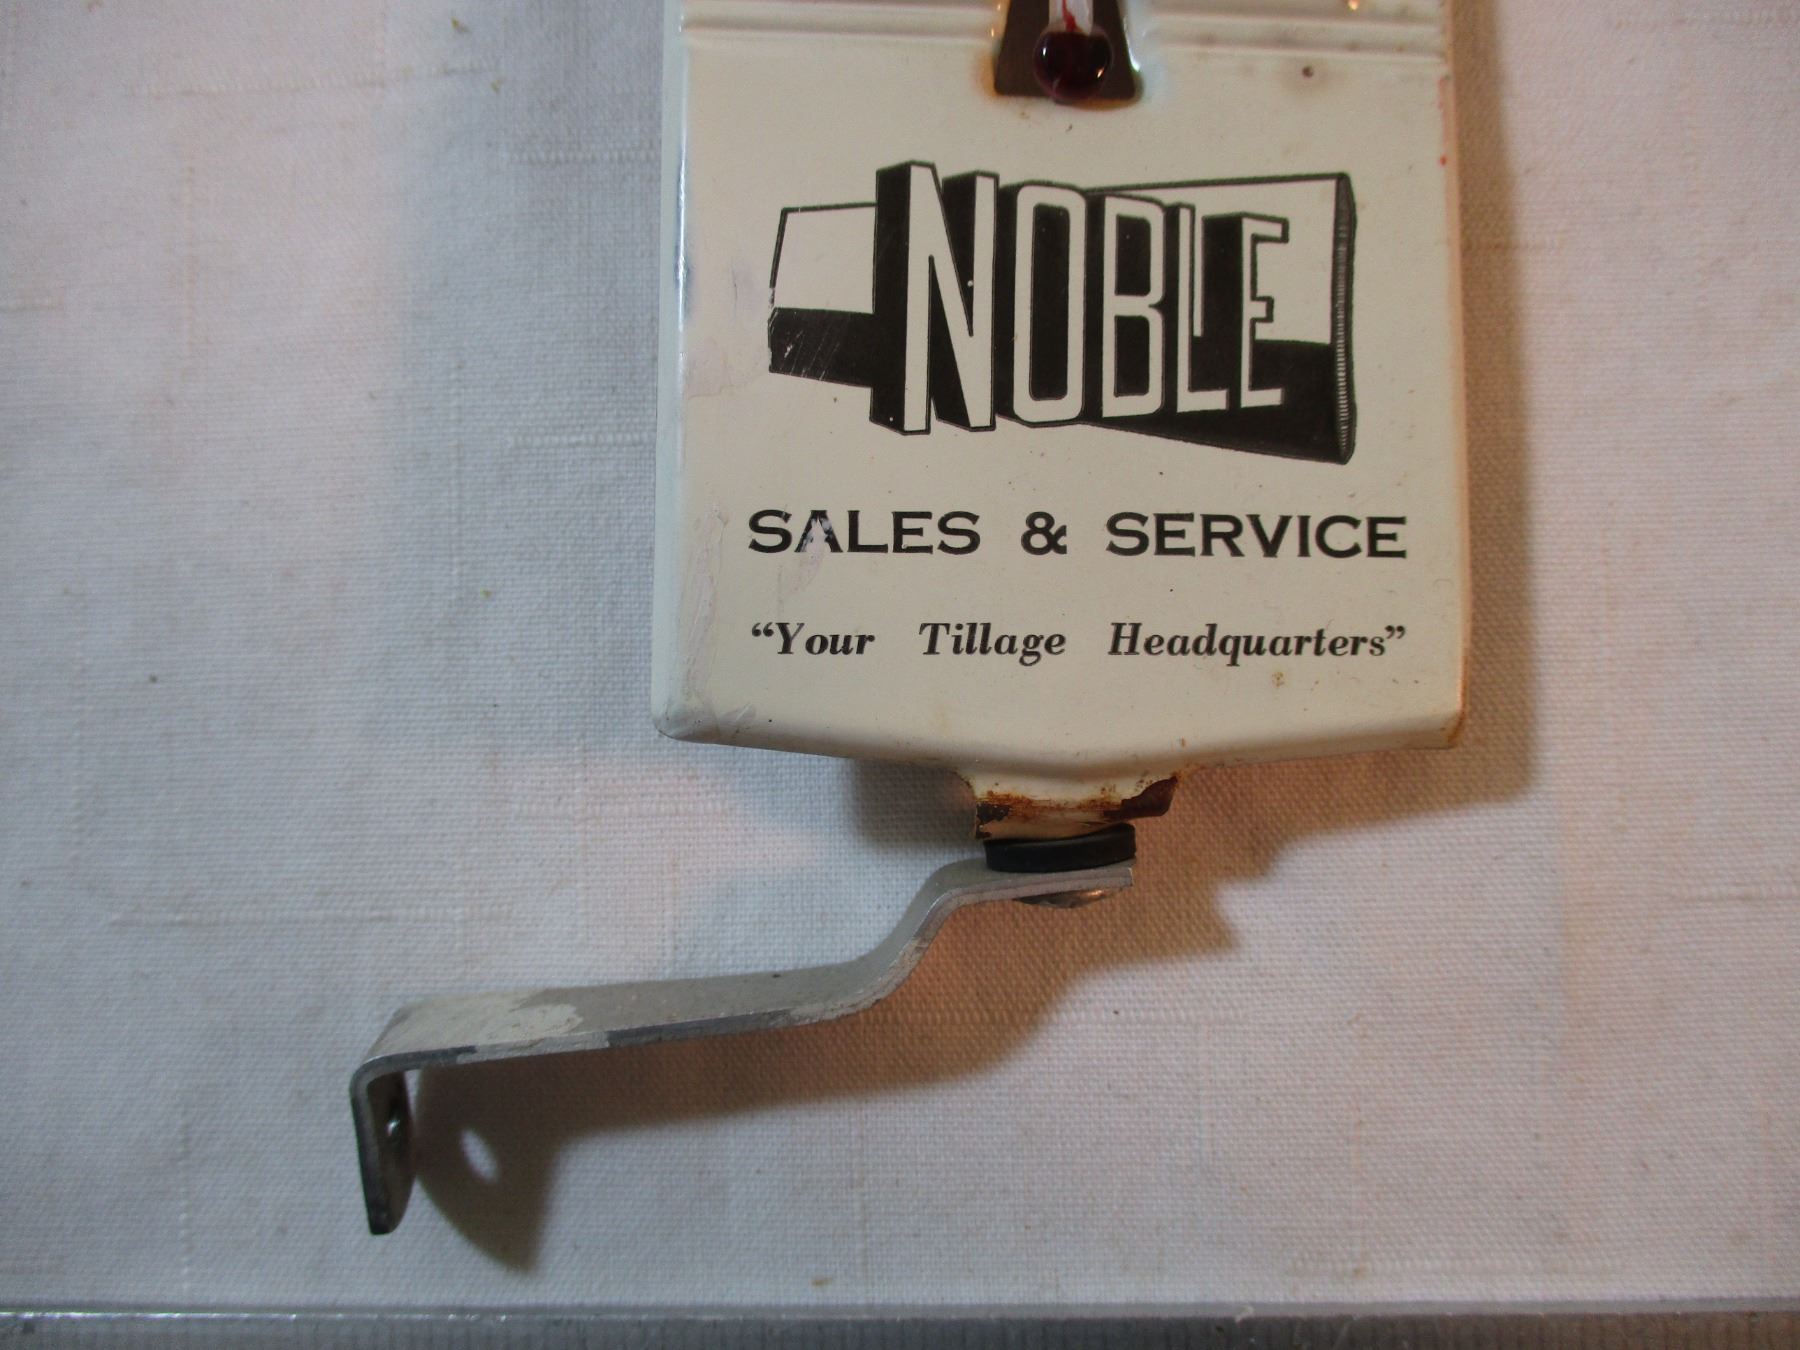 NOBLE
SALES & SERVICE
“Your Tillage Headquarters”